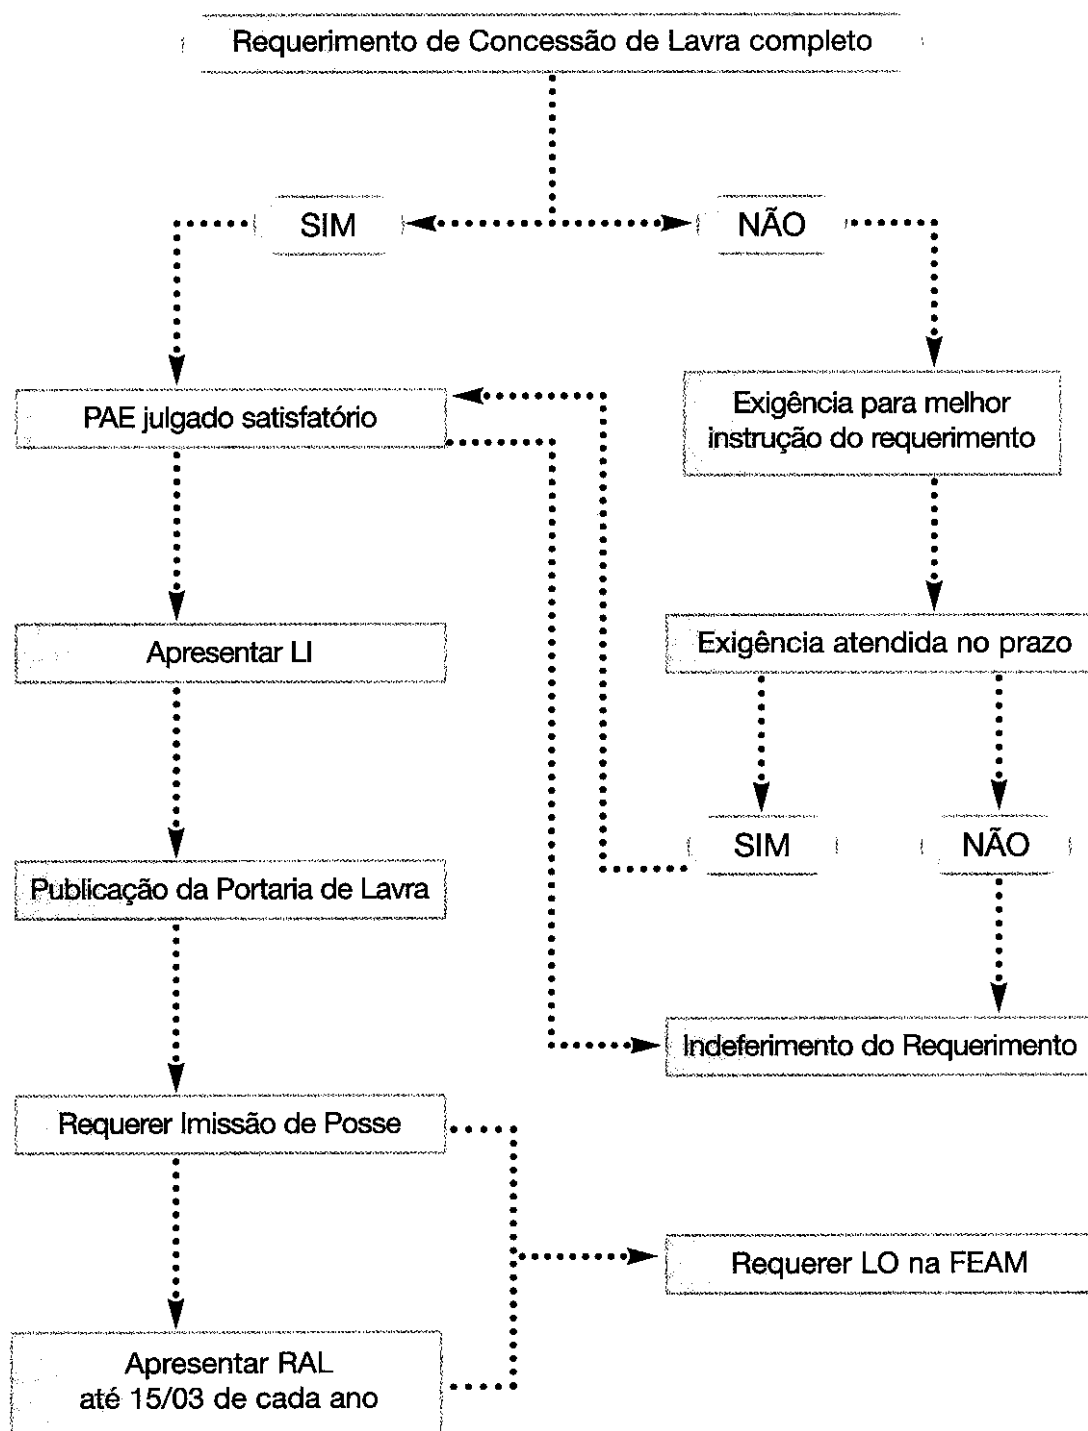 Requerimento de Concessão de Lavra completo
SIM
NÃO
PAE julgado satisfatório
Exigência para melhor
instrução do requerimento
Apresentar LI
Exigência atendida no prazo
SIM
NÃO
Publicação da Portaria de Lavra
Indeferimento do Requerimento
Requerer Imissão de Posse
Requerer LO na FEAM
Apresentar RAL
até 15/03 de cada ano